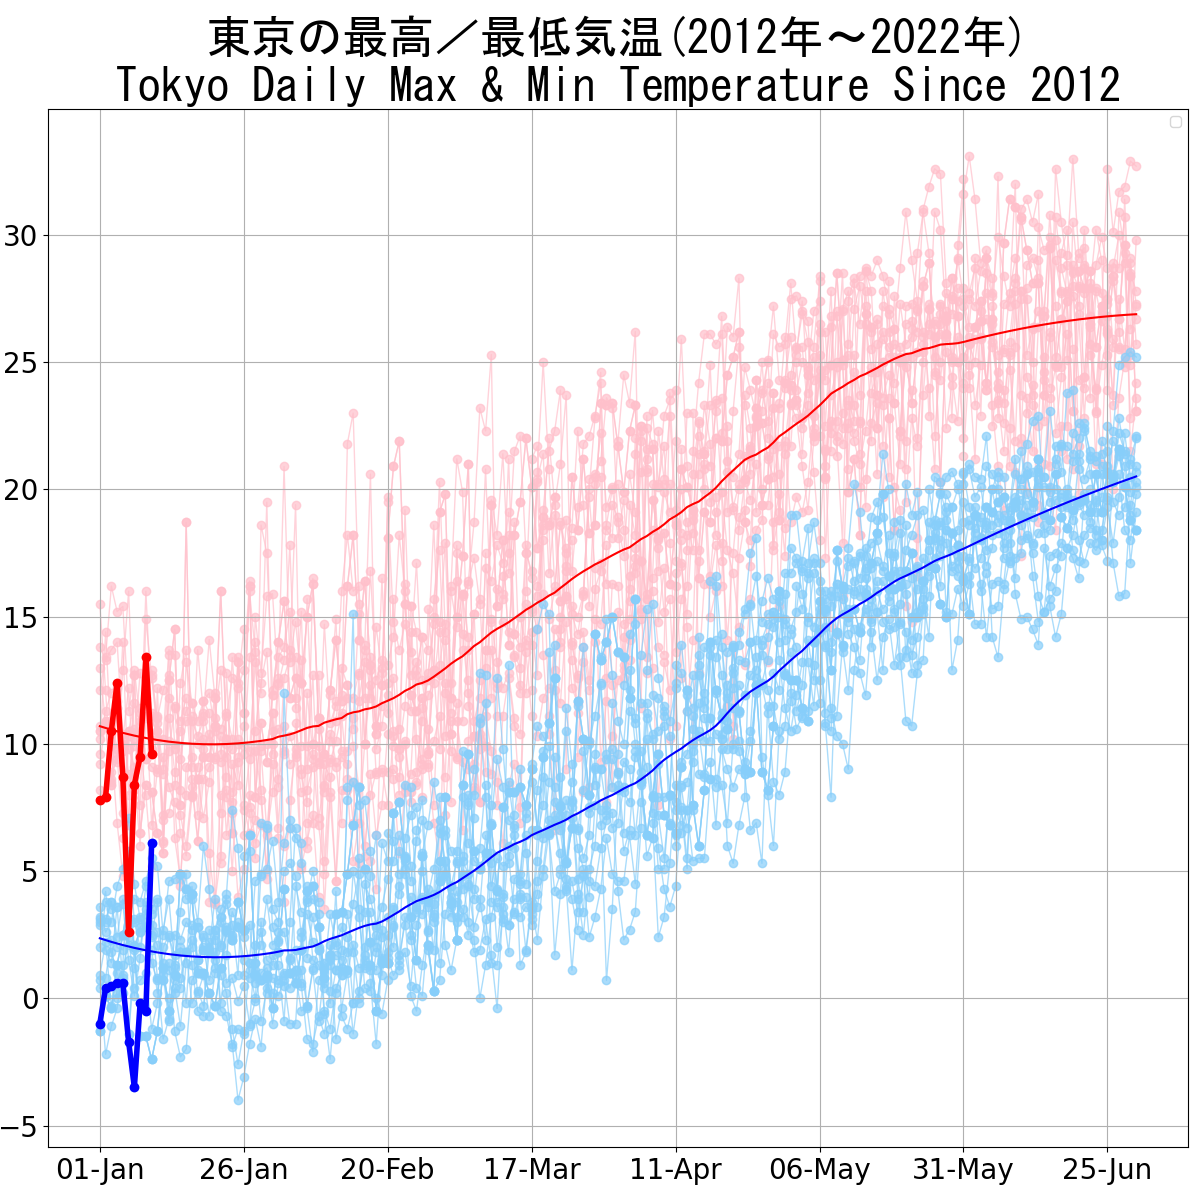 東京の最高／最低気温(2012年～2022年)
Tokyo Daily Max & Min Temperature Since 2012
30
25
20
15
10
5
0
−5
01-Jan 26-Jan 20-Feb 17-Mar 11-Apr 06-May 31-May 25-Jun